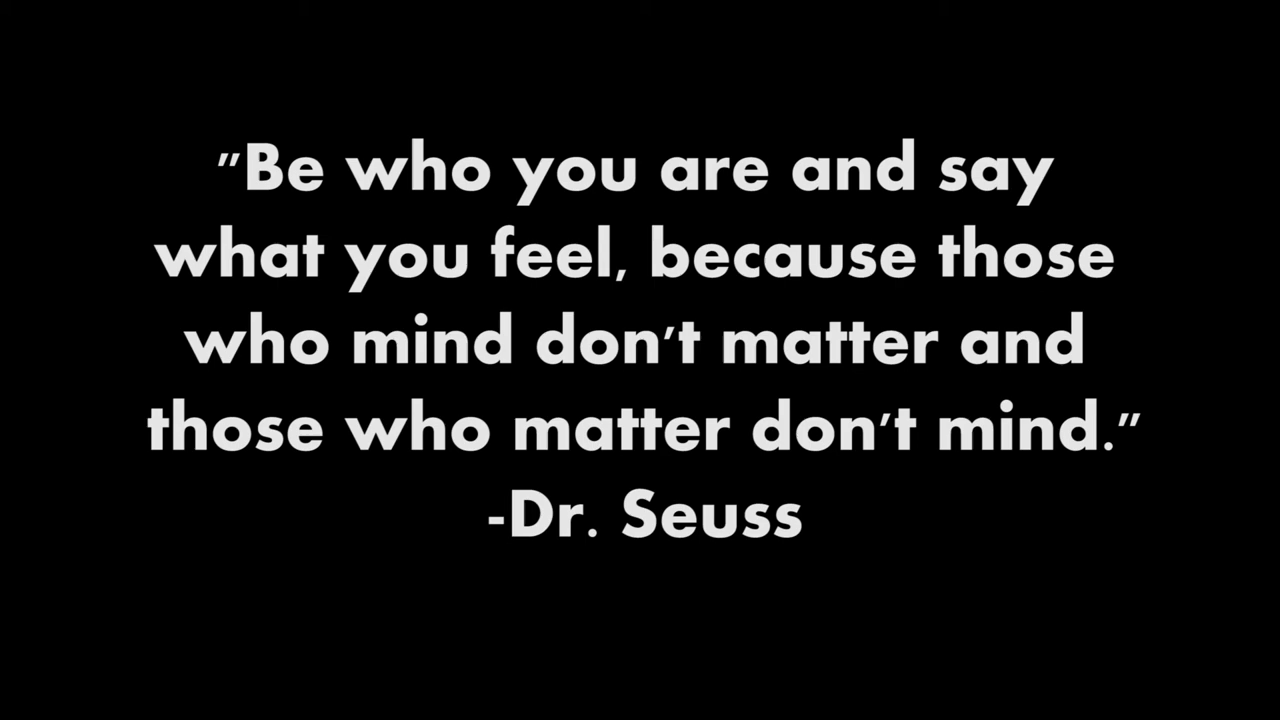 "Be who you are and say
what you feel, because those
who mind don't matter and
those who matter don't mind."
-Dr. Seuss